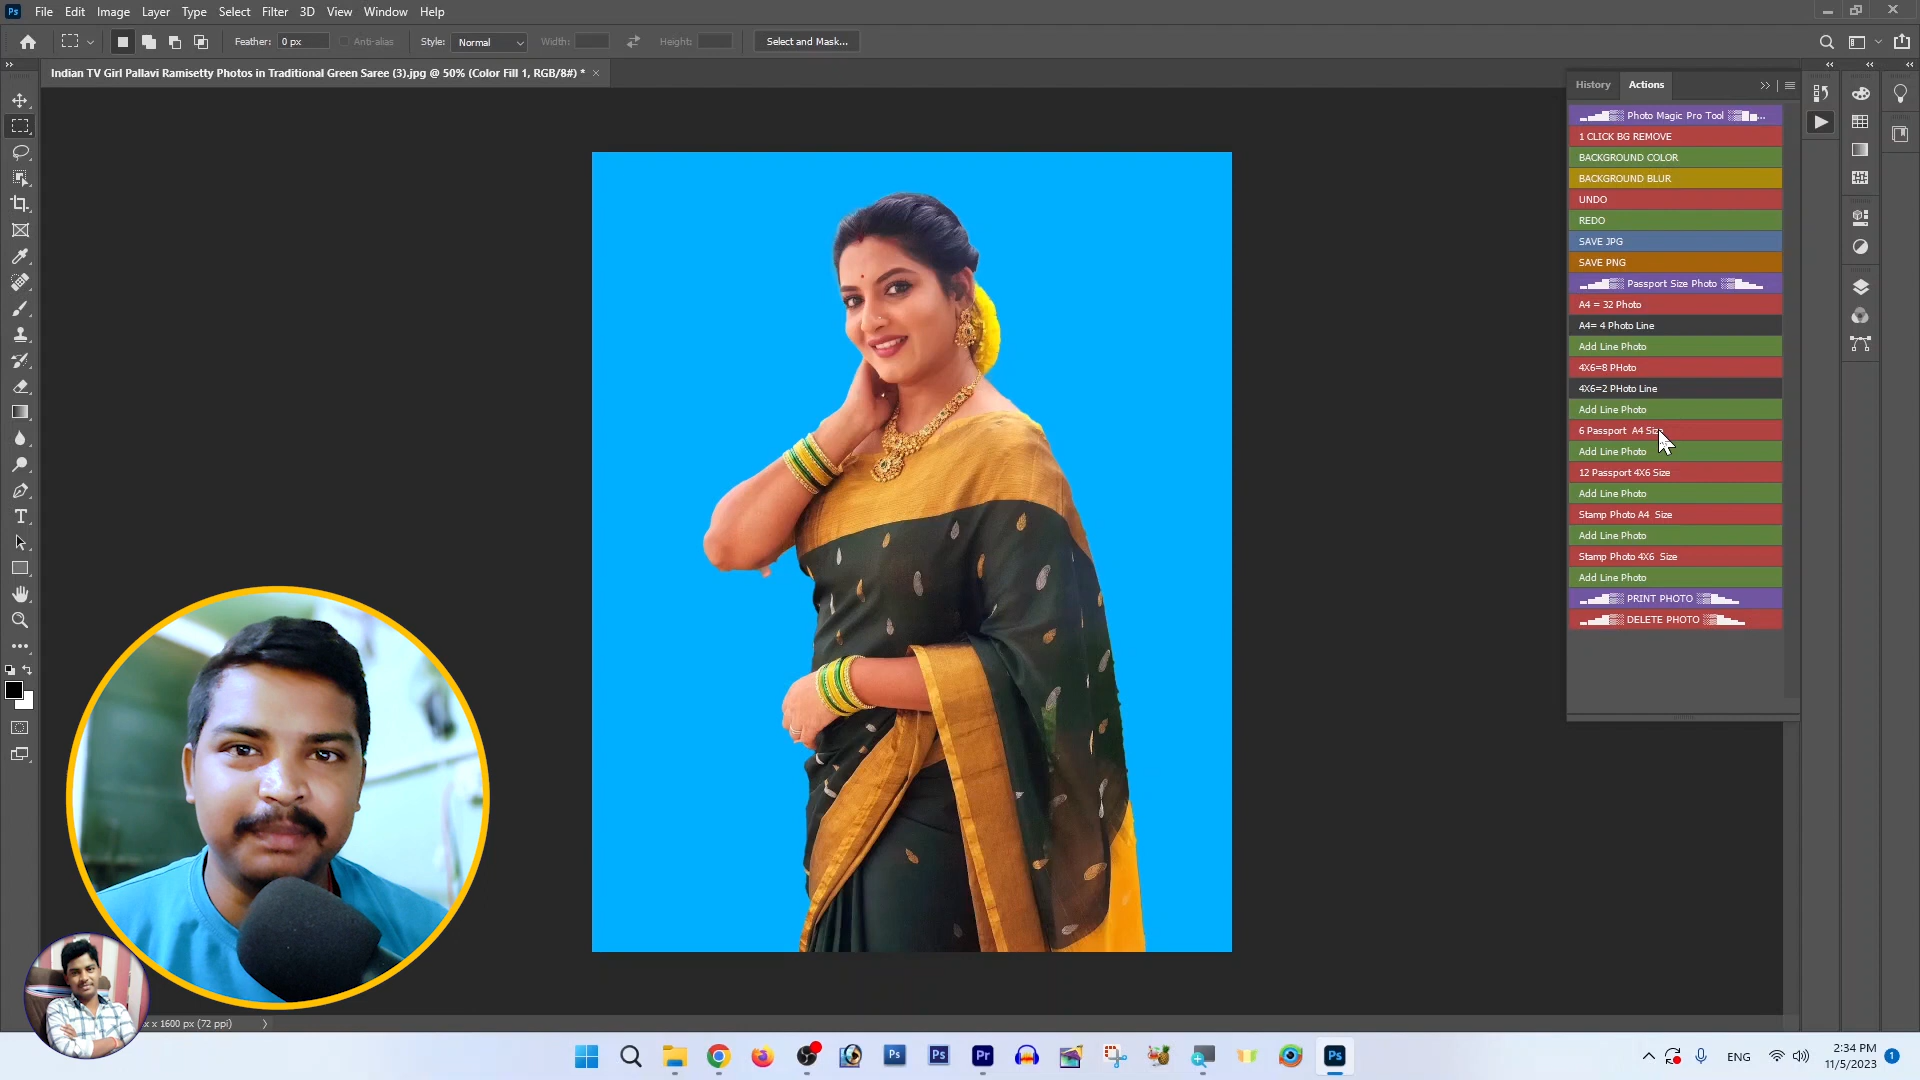 Ps File Edit Image Layer Type Select Filter 3D View Window Help
Feather: 0 px Anti-alias Style: Normal Width: Height: Select and Mask...
Indian TV Girl Pallavi Ramisetty Photos in Traditional Green Saree (3).jpg @ 50% (Color Fill 1, RGB/8#) * ×
History Actions
Photo Magic Pro Tool
1 CLICK BG REMOVE
BACKGROUND COLOR
BACKGROUND BLUR
UNDO
REDO
SAVE JPG
SAVE PNG
Passport Size Photo
A4 = 32 Photo
A4= 4 Photo Line
Add Line Photo
4X6=8 PHoto
4X6=2 PHoto Line
Add Line Photo
6 Passport A4 Size
Add Line Photo
12 Passport 4X6 Size
Add Line Photo
Stamp Photo A4 Size
Add Line Photo
Stamp Photo 4X6 Size
Add Line Photo
PRINT PHOTO
DELETE PHOTO
x 1600 px (72 ppi)
Ps Ps Pr Ps
ENG
2:34 PM
11/5/2023
1